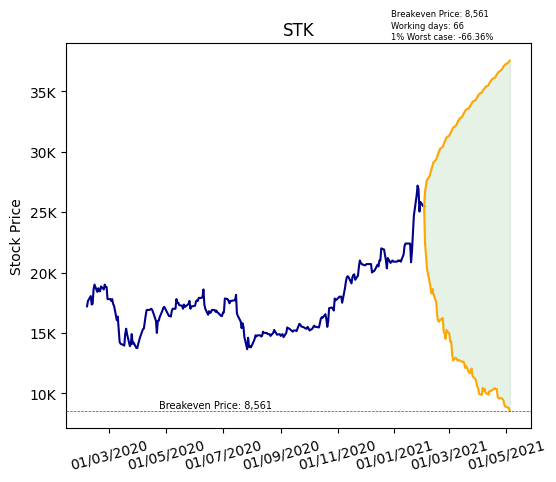 Breakeven Price: 8,561
Working days: 66
1% Worst case: -66.36%
STK
Stock Price
35K
30K
25K
20K
15K
10K
Breakeven Price: 8,561
01/03/2020
01/05/2020
01/07/2020
01/09/2020
01/11/2020
01/01/2021
01/03/2021
01/05/2021